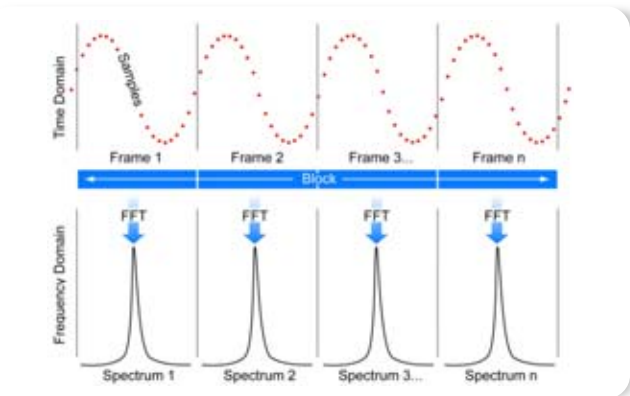 Time Domain
Samples
Frame 1 Frame 2 Frame 3... Frame n
Block
FFT FFT FFT FFT
Frequency Domain
Spectrum 1 Spectrum 2 Spectrum 3... Spectrum n